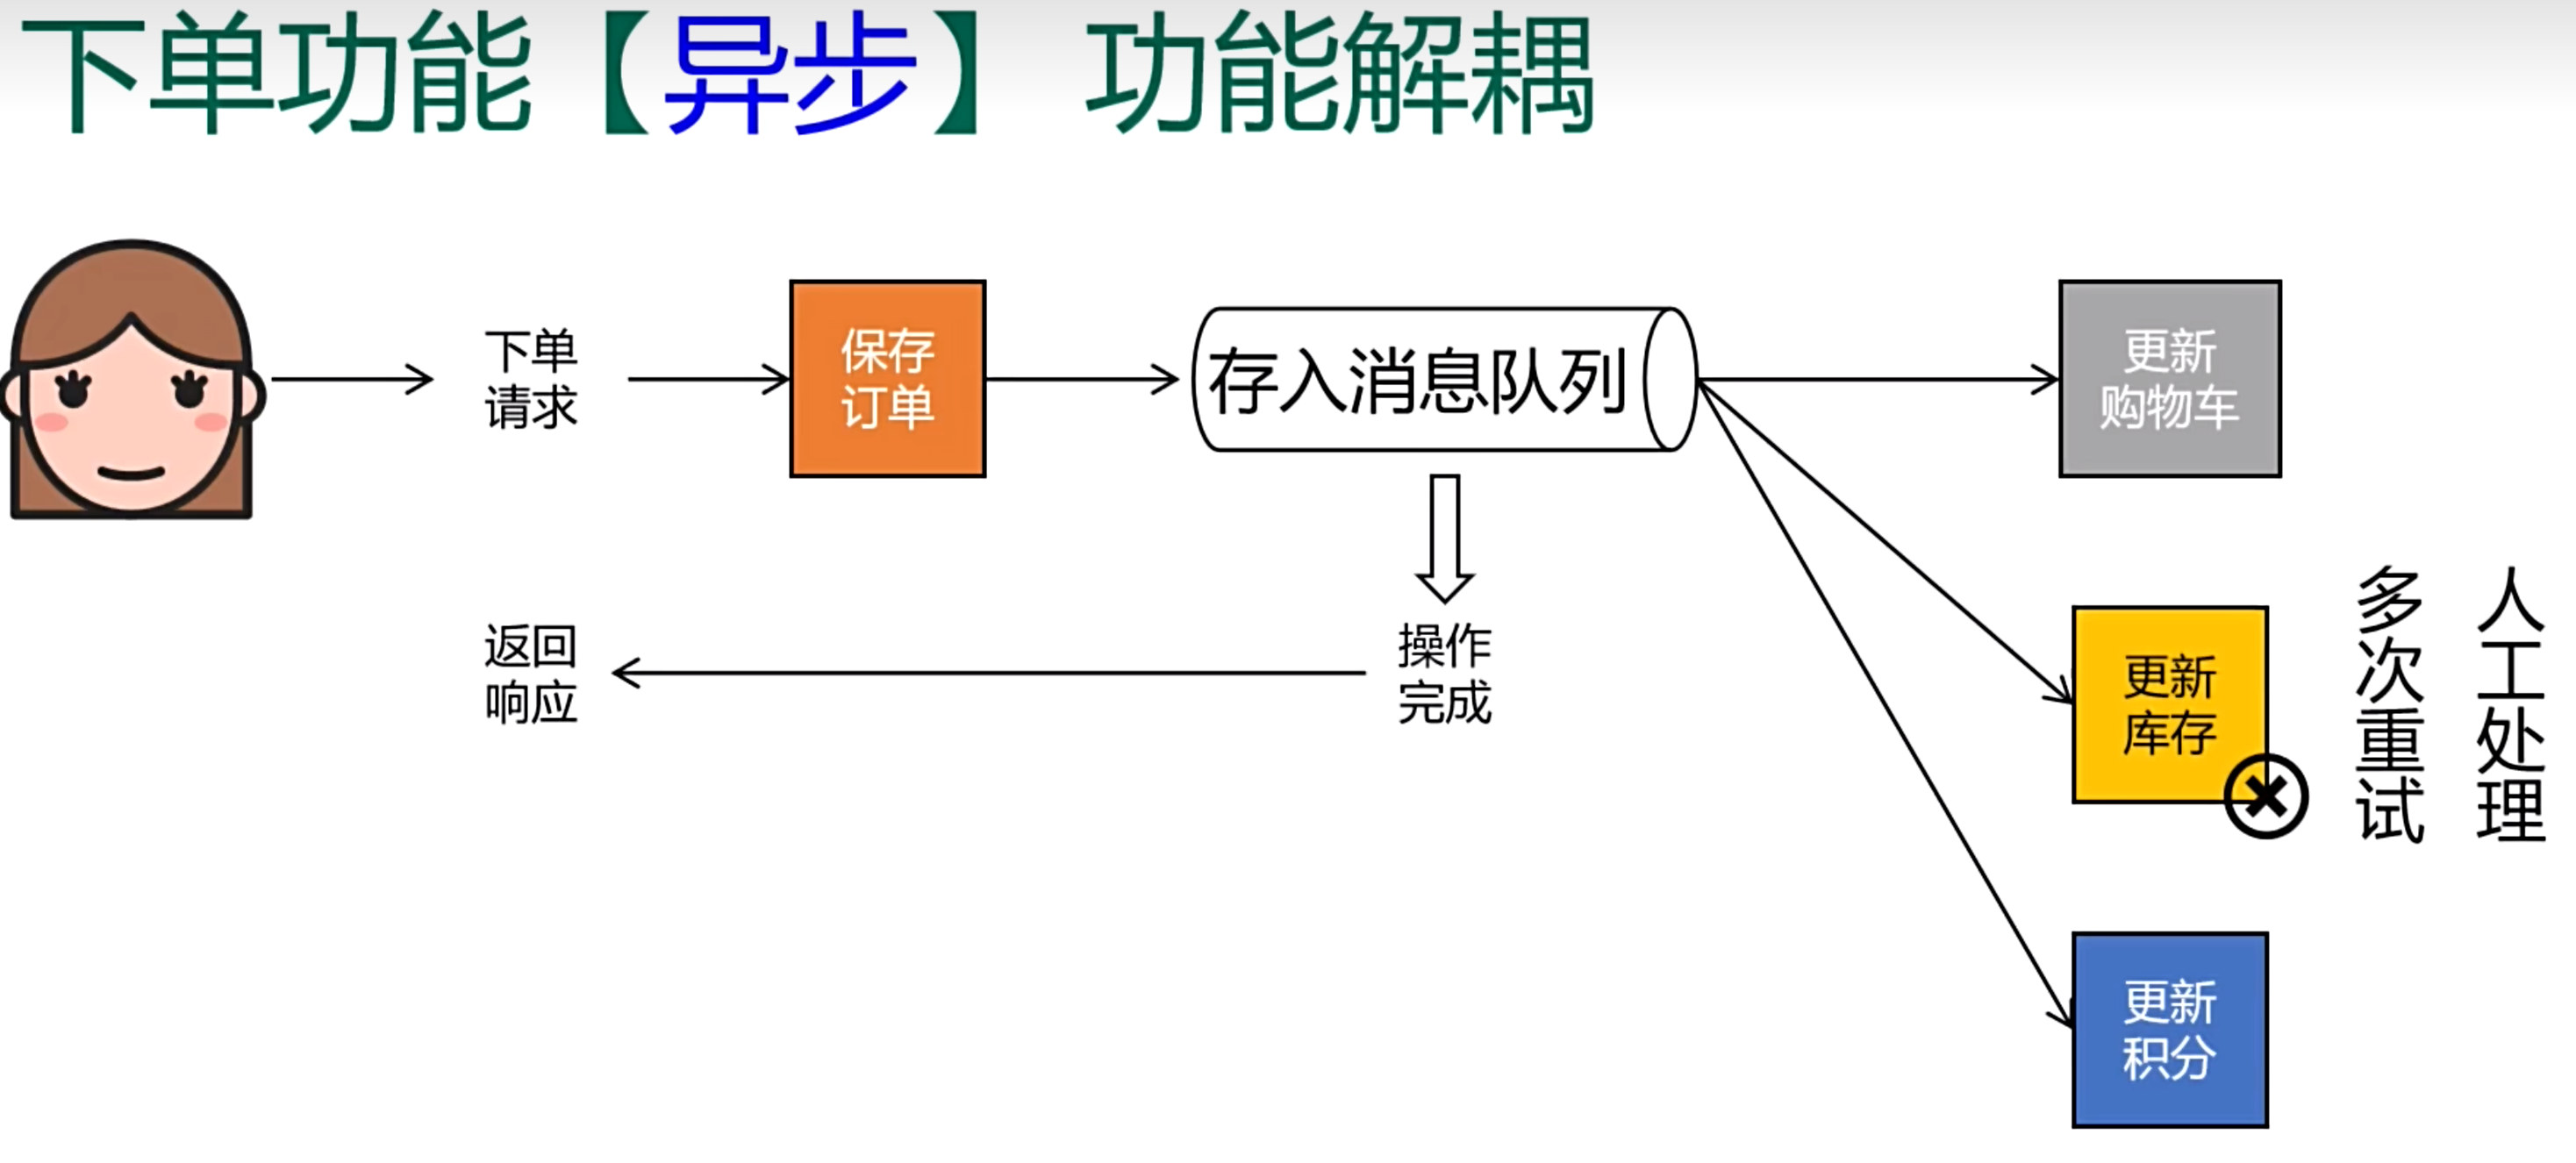 下单功能【异步】 功能解耦
下单
请求
保存
订单
存入消息队列
更新
购物车
返回
响应
操作
完成
更新
库存
多次重试
人工处理
更新
积分